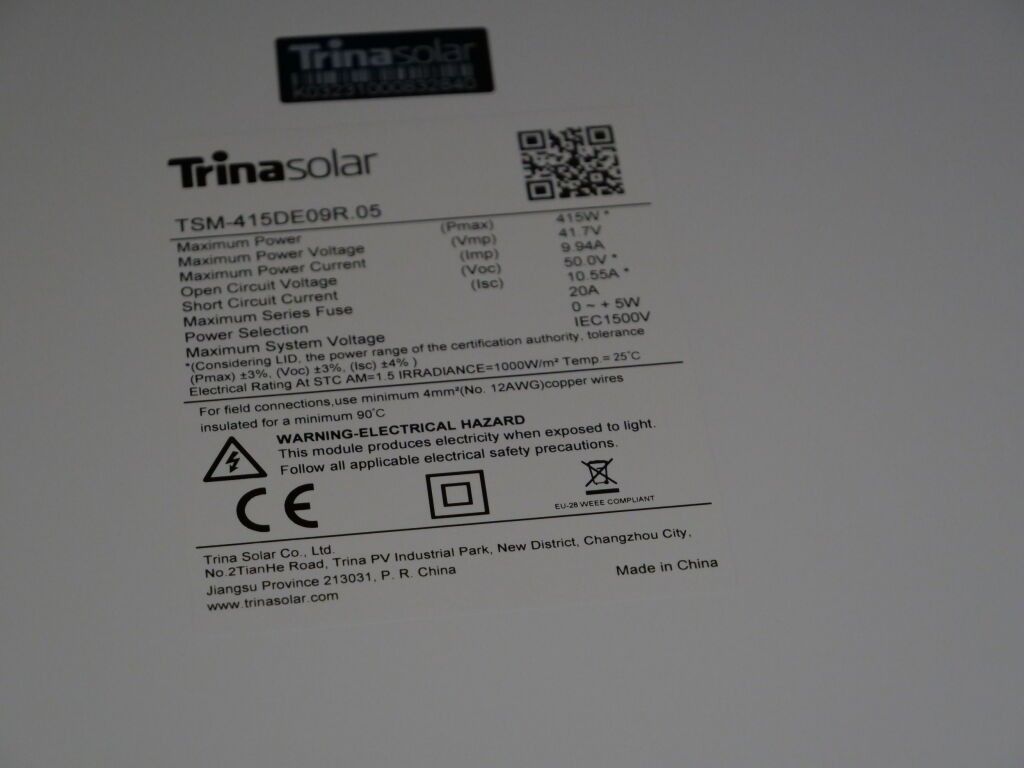 Trinasolar
Trinasolar
TSM-415DE09R.05
Maximum Power (Pmax) 415W *
Maximum Power Voltage (Vmp) 41.7V
Maximum Power Current (Imp) 9.94A
Open Circuit Voltage (Voc) 50.0V *
Short Circuit Current (Isc) 10.55A *
Maximum Series Fuse 20A
Power Selection 0 ~ + 5W
Maximum System Voltage IEC1500V
*(Considering LID, the power range of the certification authority, tolerance
(Pmax) ±3%, (Voc) ±3%, (Isc) ±4% )
Electrical Rating At STC AM=1.5 IRRADIANCE=1000W/m² Temp = 25°C
For field connections,use minimum 4mm²(No. 12AWG)copper wires
insulated for a minimum 90°C
WARNING-ELECTRICAL HAZARD
This module produces electricity when exposed to light.
Follow all applicable electrical safety precautions.
CE
EU-28 WEEE COMPLIANT
Trina Solar Co., Ltd.
No.2TianHe Road, Trina PV Industrial Park, New District, Changzhou City,
Jiangsu Province 213031, P. R. China
www.trinasolar.com
Made in China